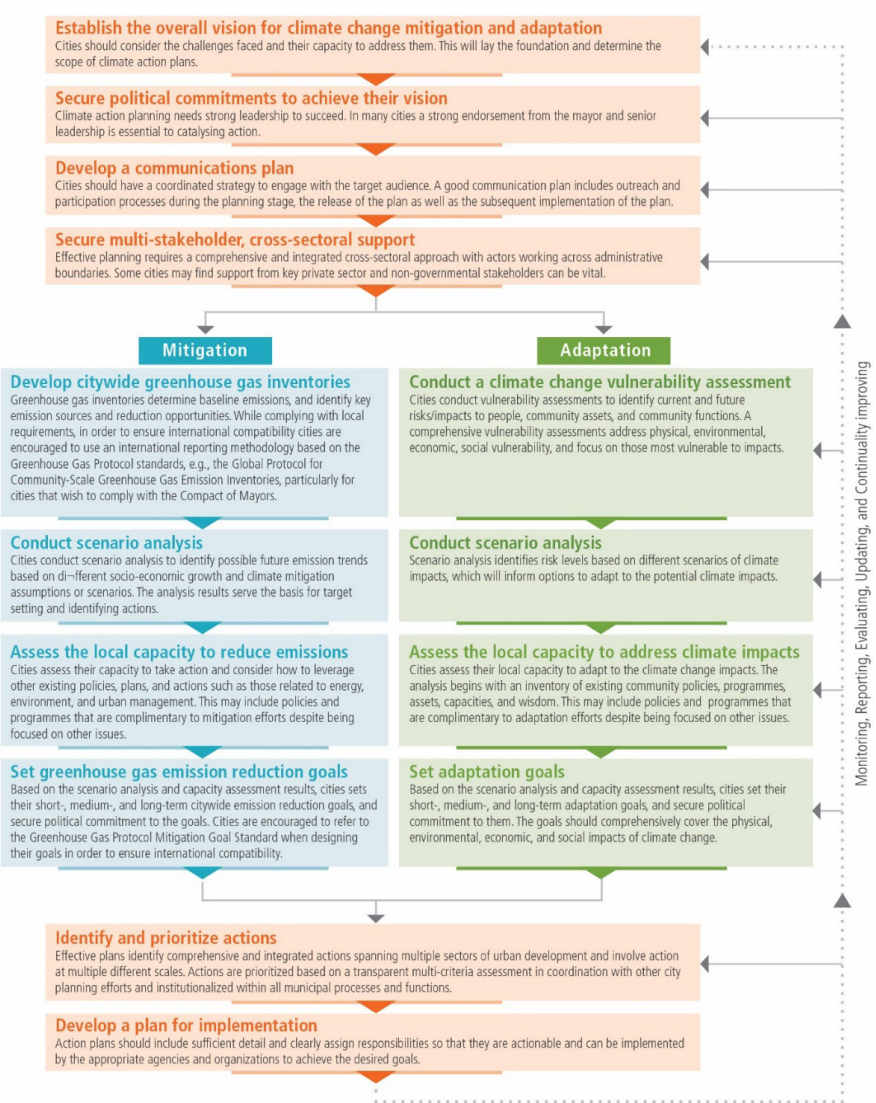 Establish the overall vision for climate change mitigation and adaptation
Cities should consider the challenges faced and their capacity to address them. This will lay the foundation and determine the
scope of climate action plans.
Secure political commitments to achieve their vision
Climate action planning needs strong leadership to succeed. In many cities a strong endorsement from the mayor and senior
leadership is essential to catalysing action.
Develop a communications plan
Cities should have a coordinated strategy to engage with the target audience. A good communication plan includes outreach and
participation processes during the planning stage, the release of the plan as well as the subsequent implementation of the plan.
Secure multi-stakeholder, cross-sectoral support
Effective planning requires a comprehensive and integrated cross-sectoral approach with actors working across administrative
boundaries. Some cities may find support from key private sector and non-governmental stakeholders can be vital.
Mitigation
Develop citywide greenhouse gas inventories
Greenhouse gas inventories determine baseline emissions, and identify key
emission sources and reduction opportunities. While complying with local
requirements, in order to ensure international compatibility cities are
encouraged to use an international reporting methodology based on the
Greenhouse Gas Protocol standards, e.g., the Global Protocol for
Community-Scale Greenhouse Gas Emission Inventories, particularly for
cities that wish to comply with the Compact of Mayors.
Conduct scenario analysis
Cities conduct scenario analysis to identify possible future emission trends
based on di¬fferent socio-economic growth and climate mitigation
assumptions or scenarios. The analysis results serve the basis for target
setting and identifying actions.
Assess the local capacity to reduce emissions
Cities assess their capacity to take action and consider how to leverage
other existing policies, plans, and actions such as those related to energy,
environment, and urban management. This may include policies and
programmes that are complimentary to mitigation efforts despite being
focused on other issues.
Set greenhouse gas emission reduction goals
Based on the scenario analysis and capacity assessment results, cities sets
their short-, medium-, and long-term citywide emission reduction goals, and
secure political commitment to the goals. Cities are encouraged to refer to
the Greenhouse Gas Protocol Mitigation Goal Standard when designing
their goals in order to ensure international compatibility.
Adaptation
Conduct a climate change vulnerability assessment
Cities conduct vulnerability assessments to identify current and future
risks/impacts to people, community assets, and community functions. A
comprehensive vulnerability assessments address physical, environmental,
economic, social vulnerability, and focus on those most vulnerable to impacts.
Conduct scenario analysis
Scenario analysis identifies risk levels based on different scenarios of climate
impacts, which will inform options to adapt to the potential climate impacts.
Assess the local capacity to address climate impacts
Cities assess their local capacity to adapt to the climate change impacts. The
analysis begins with an inventory of existing community policies, programmes,
assets, capacities, and wisdom. This may include policies and programmes that
are complimentary to adaptation efforts despite being focused on other issues.
Set adaptation goals
Based on the scenario analysis and capacity assessment results, cities set their
short-, medium-, and long-term adaptation goals, and secure political
commitment to them. The goals should comprehensively cover the physical,
environmental, economic, and social impacts of climate change.
Identify and prioritize actions
Effective plans identify comprehensive and integrated actions spanning multiple sectors of urban development and involve action
at multiple different scales. Actions are prioritized based on a transparent multi-criteria assessment in coordination with other city
planning efforts and institutionalized within all municipal processes and functions.
Develop a plan for implementation
Action plans should include sufficient detail and clearly assign responsibilities so that they are actionable and can be implemented
by the appropriate agencies and organizations to achieve the desired goals.
Monitoring, Reporting, Evaluating, Updating, and Continuality improving